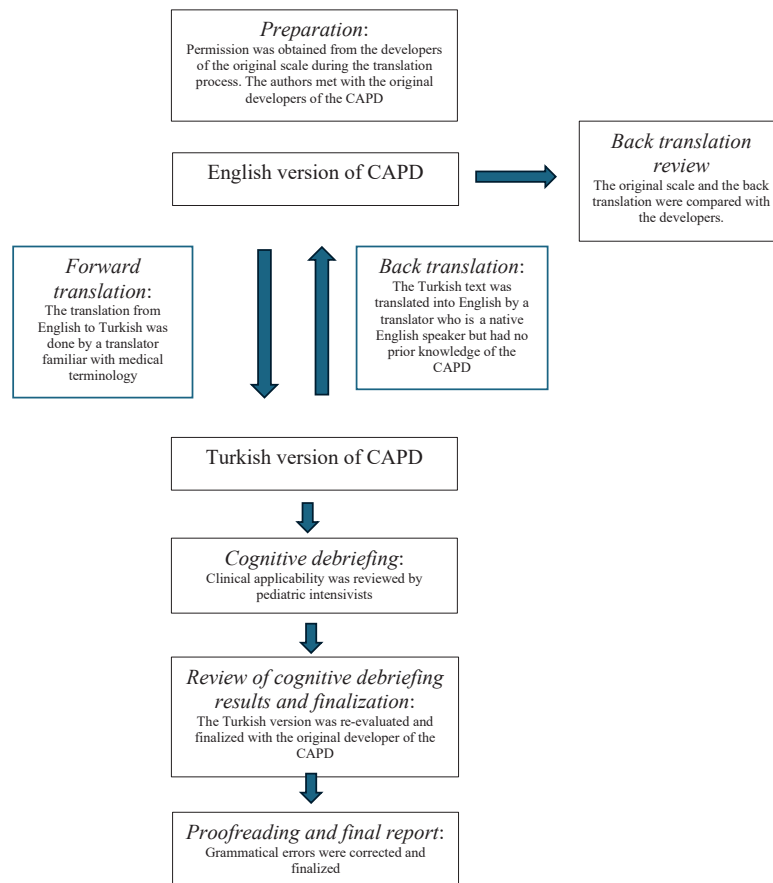 Preparation:
Permission was obtained from the developers
of the original scale during the translation
process. The authors met with the original
developers of the CAPD
English version of CAPD
Back translation
review
The original scale and the back
translation were compared with
the developers.
Forward
translation:
The translation from
English to Turkish was
done by a translator
familiar with medical
terminology
Back translation:
The Turkish text was
translated into English by a
translator who is a native
English speaker but had no
prior knowledge of the
CAPD
Turkish version of CAPD
Cognitive debriefing:
Clinical applicability was reviewed by
pediatric intensivists
Review of cognitive debriefing
results and finalization:
The Turkish version was re-evaluated and
finalized with the original developer of the
CAPD
Proofreading and final report:
Grammatical errors were corrected and
finalized